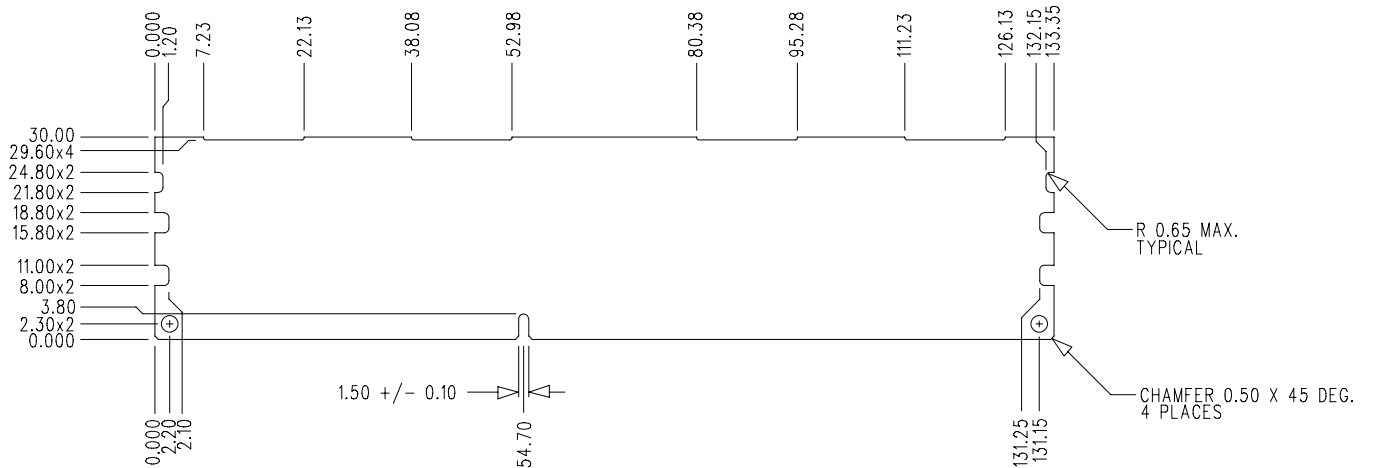 0.000
1.20
7.23
22.13
38.08
52.98
80.38
95.28
111.23
126.13
132.15
133.35
30.00
29.60x4
24.80x2
21.80x2
18.80x2
15.80x2
11.00x2
8.00x2
3.80
2.30x2
0.000
R 0.65 MAX.
TYPICAL
1.50 +/- 0.10
CHAMFER 0.50 X 45 DEG.
4 PLACES
0.000
2.20
2.10
54.70
131.25
131.15